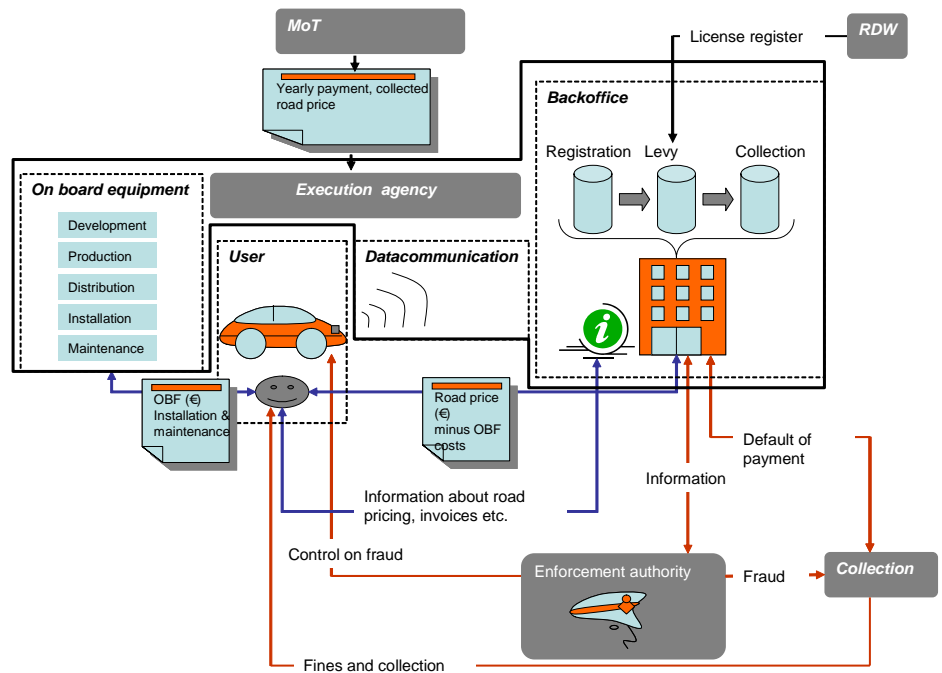 MoT
License register
RDW
Yearly payment, collected
road price
Backoffice
Registration
Levy
Collection
On board equipment
Execution agency
Development
Production
Distribution
Installation
Maintenance
User
Datacommunication
i
OBF (€)
Installation &
maintenance
Road price
(€)
minus OBF
costs
Default of
payment
Information
Information about road
pricing, invoices etc.
Control on fraud
Enforcement authority
Fraud
Collection
Fines and collection